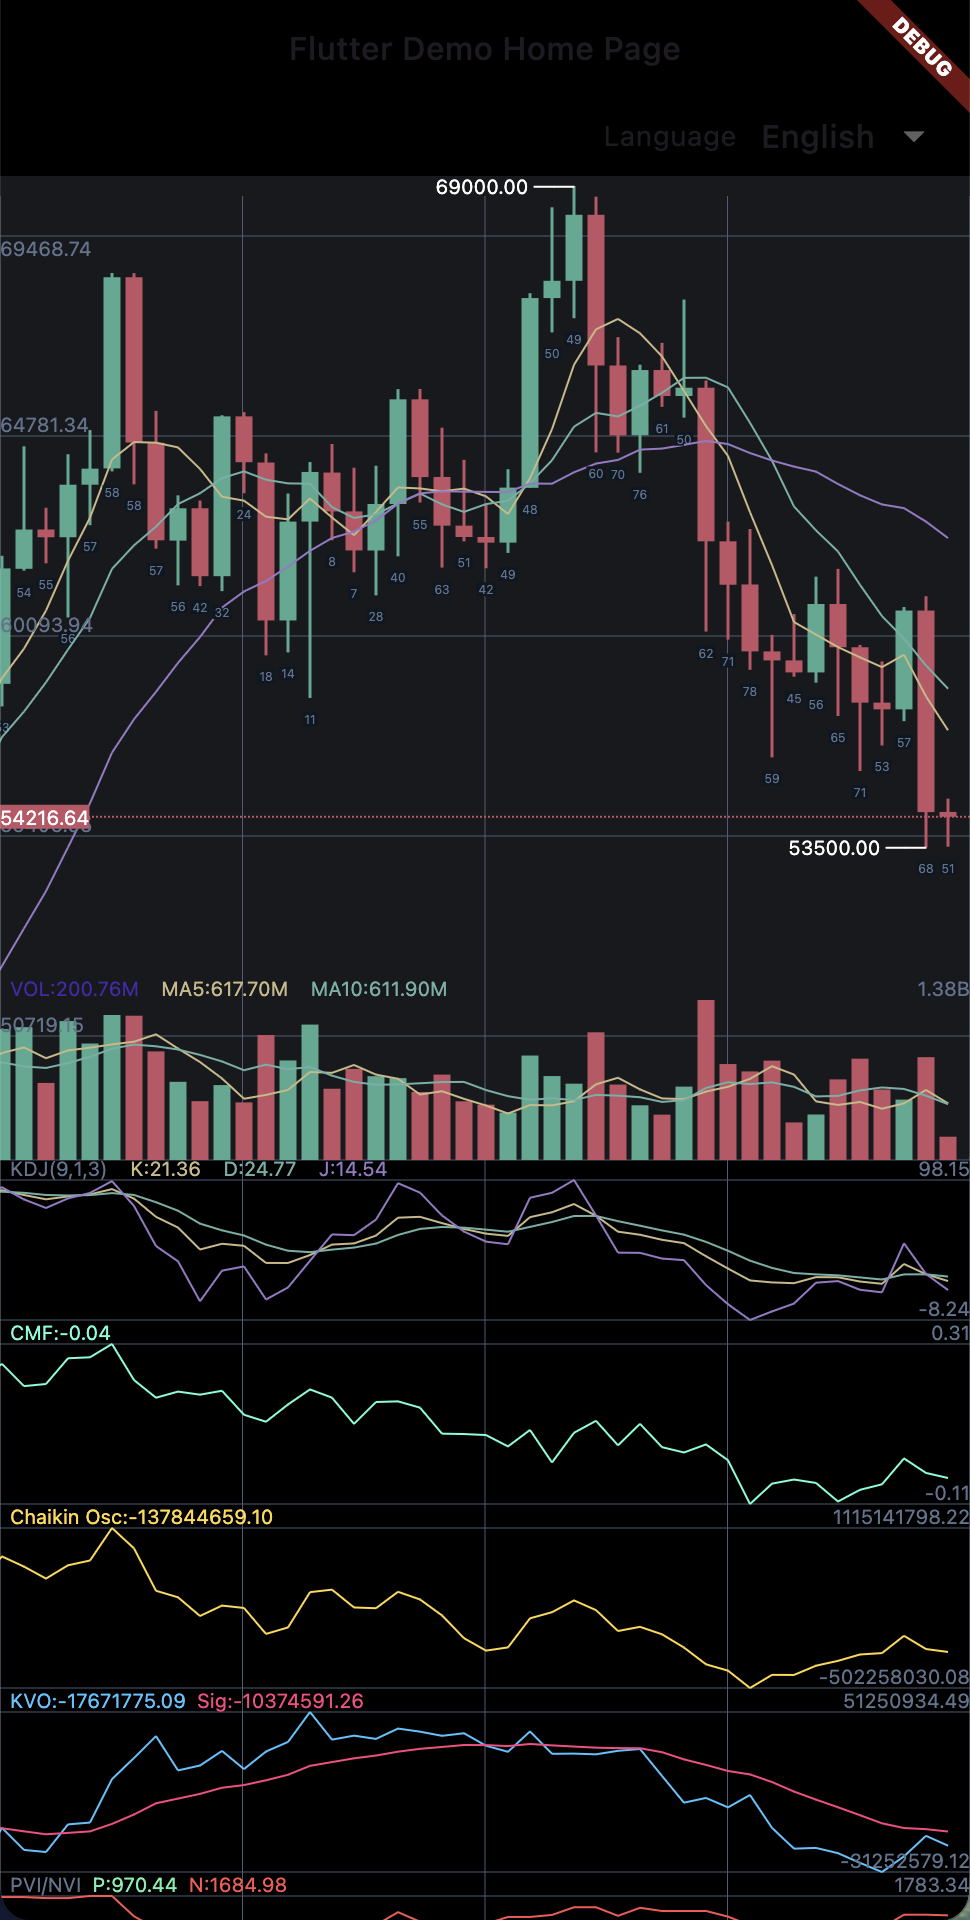 DEBUG
Flutter Demo Home Page
Language English
69000.00
69468.74
50 49
64781.34
61 50
58 58 60 70
24 76
55 48
57 57
54 55 8 63 51 42 49
56 42 32 7 40
60093.94
56 28
18 14 62 71
78 45 56
53 11 65
59 71 53 57
54216.64
53500.00
68 51
VOL:200.76M MA5:617.70M MA10:611.90M 1.38B
50719.15
KDJ(9,1,3) K:21.36 D:24.77 J:14.54 98.15
-8.24
CMF:-0.04 0.31
-0.11
Chaikin Osc:-137844659.10 1115141798.22
-502258030.08
KVO:-17671775.09 Sig:-10374591.26 51250934.49
-31252579.12
PVI/NVI P:970.44 N:1684.98 1783.34